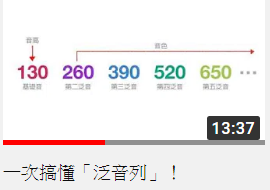 音高
音色
130 260 390 520 650 ...
基礎音 第二泛音 第三泛音 第四泛音 第五泛音
13:37
一次搞懂「泛音列」!